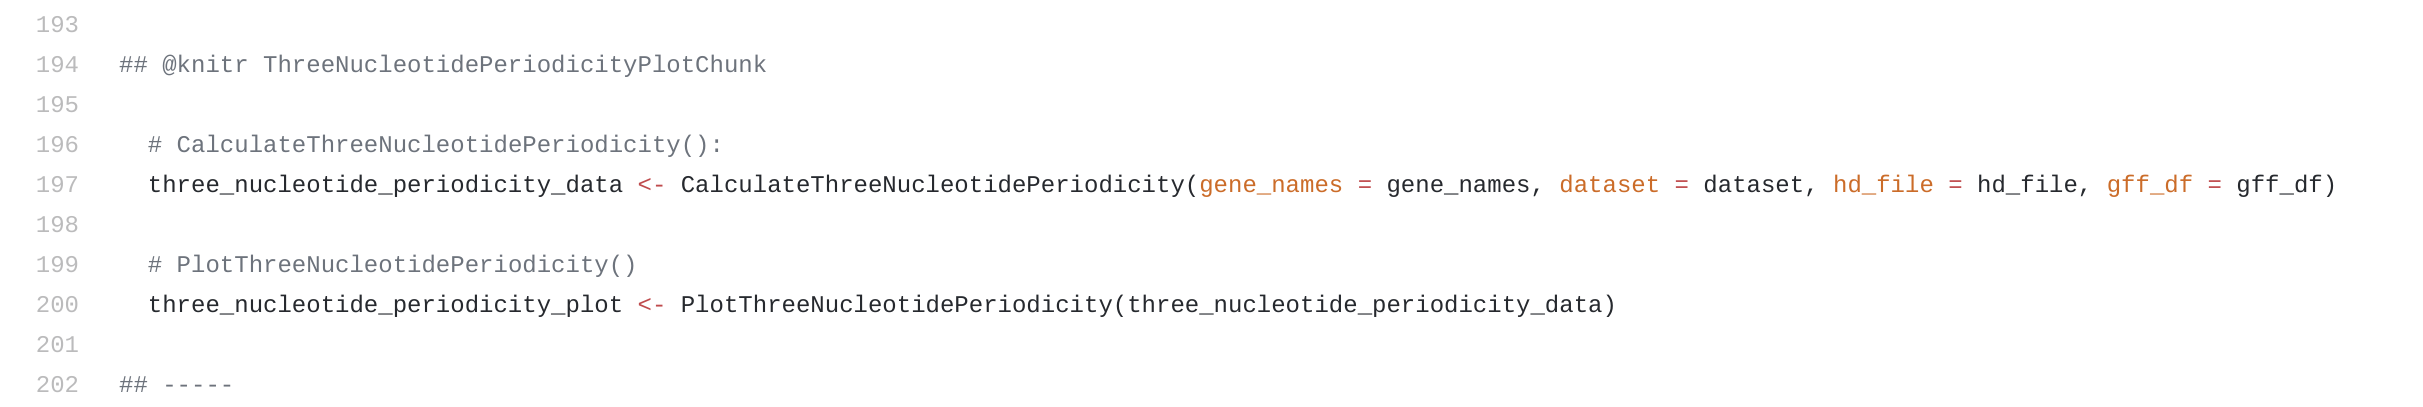 193
194 ## @knitr ThreeNucleotidePeriodicityPlotChunk
195
196   # CalculateThreeNucleotidePeriodicity():
197   three_nucleotide_periodicity_data <- CalculateThreeNucleotidePeriodicity(gene_names = gene_names, dataset = dataset, hd_file = hd_file, gff_df = gff_df)
198
199   # PlotThreeNucleotidePeriodicity()
200   three_nucleotide_periodicity_plot <- PlotThreeNucleotidePeriodicity(three_nucleotide_periodicity_data)
201
202 ## -----